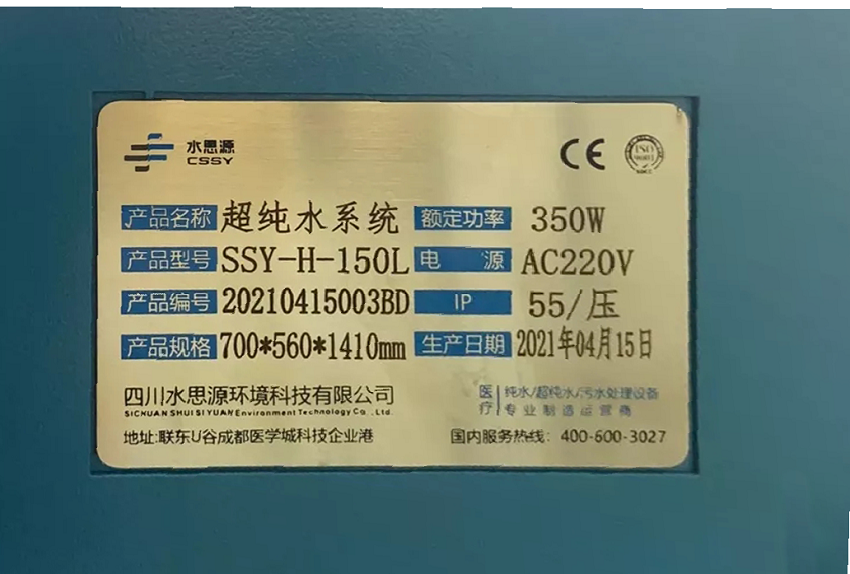 水思源
CSSY
CE
ISO
产品名称 超纯水系统 额定功率 350W
产品型号 SSY-H-150L 电 源 AC220V
产品编号 20210415003BD IP 55/压
产品规格 700*560*1410mm 生产日期 2021年04月15日
四川水思源环境科技有限公司
SICHUAN SHUISIYUAN Environment Technology Co.,Ltd.
医疗 纯水/超纯水/污水处理设备
专业制造运营商
地址:联东U谷成都医学城科技企业港
国内服务热线: 400-600-3027